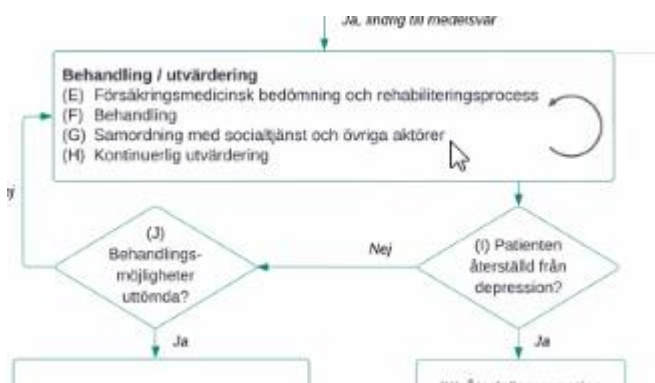 Ja, lindrig till medelsvår
Behandling / utvärdering
(E) Försäkringsmedicinsk bedömning och rehabiliteringsprocess
(F) Behandling
(G) Samordning med socialtjänst och övriga aktörer
(H) Kontinuerlig utvärdering
(J)
Behandlings-
möjligheter
uttömda?
Nej
(I) Patienten
återställd från
depression?
Ja
Ja